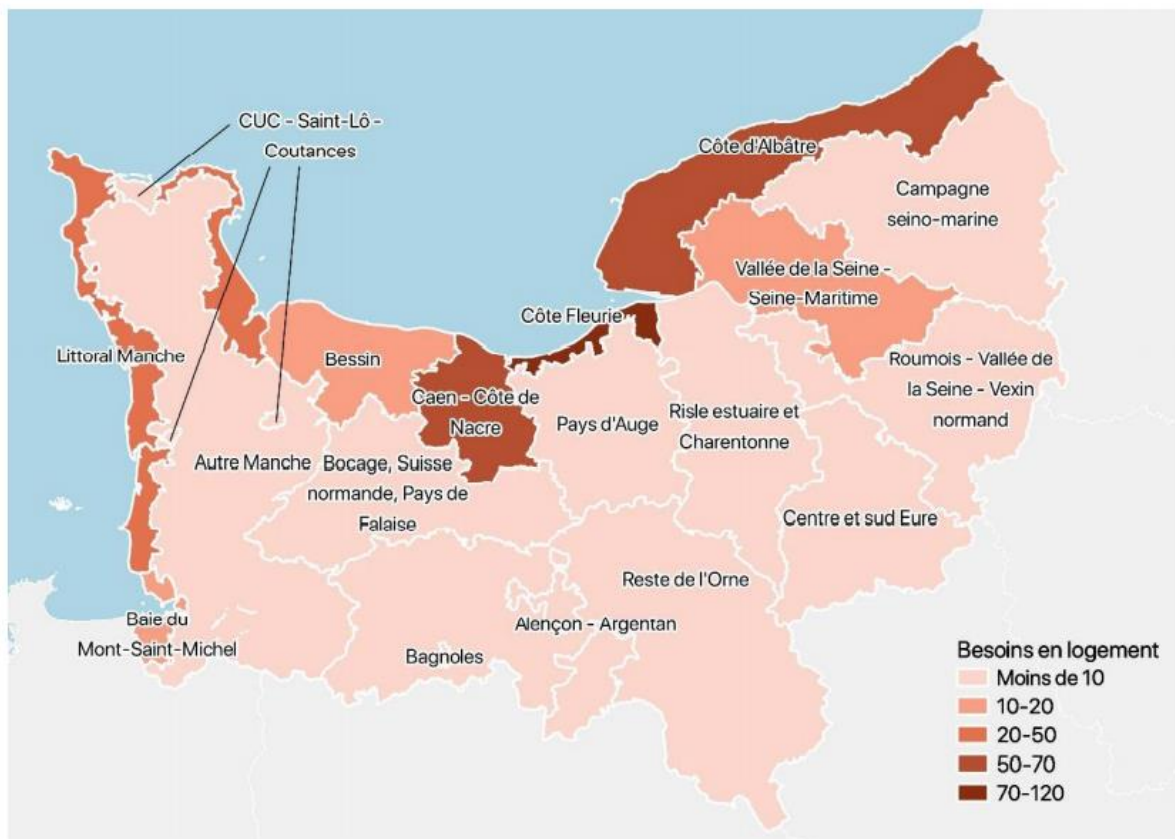 CUC - Saint-Lô -
Coutances
Côte d'Albâtre
Campagne
seino-marine
Vallée de la Seine -
Seine-Maritime
Côte Fleurie
Littoral Manche
Bessin
Caen - Côte de
Nacre
Roumois - Vallée de
la Seine - Vexin
normand
Pays d'Auge
Risle estuaire et
Charentonne
Autre Manche
Bocage, Suisse
normande, Pays de
Falaise
Centre et sud Eure
Reste de l'Orne
Baie du
Mont-Saint-Michel
Alençon - Argentan
Bagnoles
Besoins en logement
Moins de 10
10-20
20-50
50-70
70-120